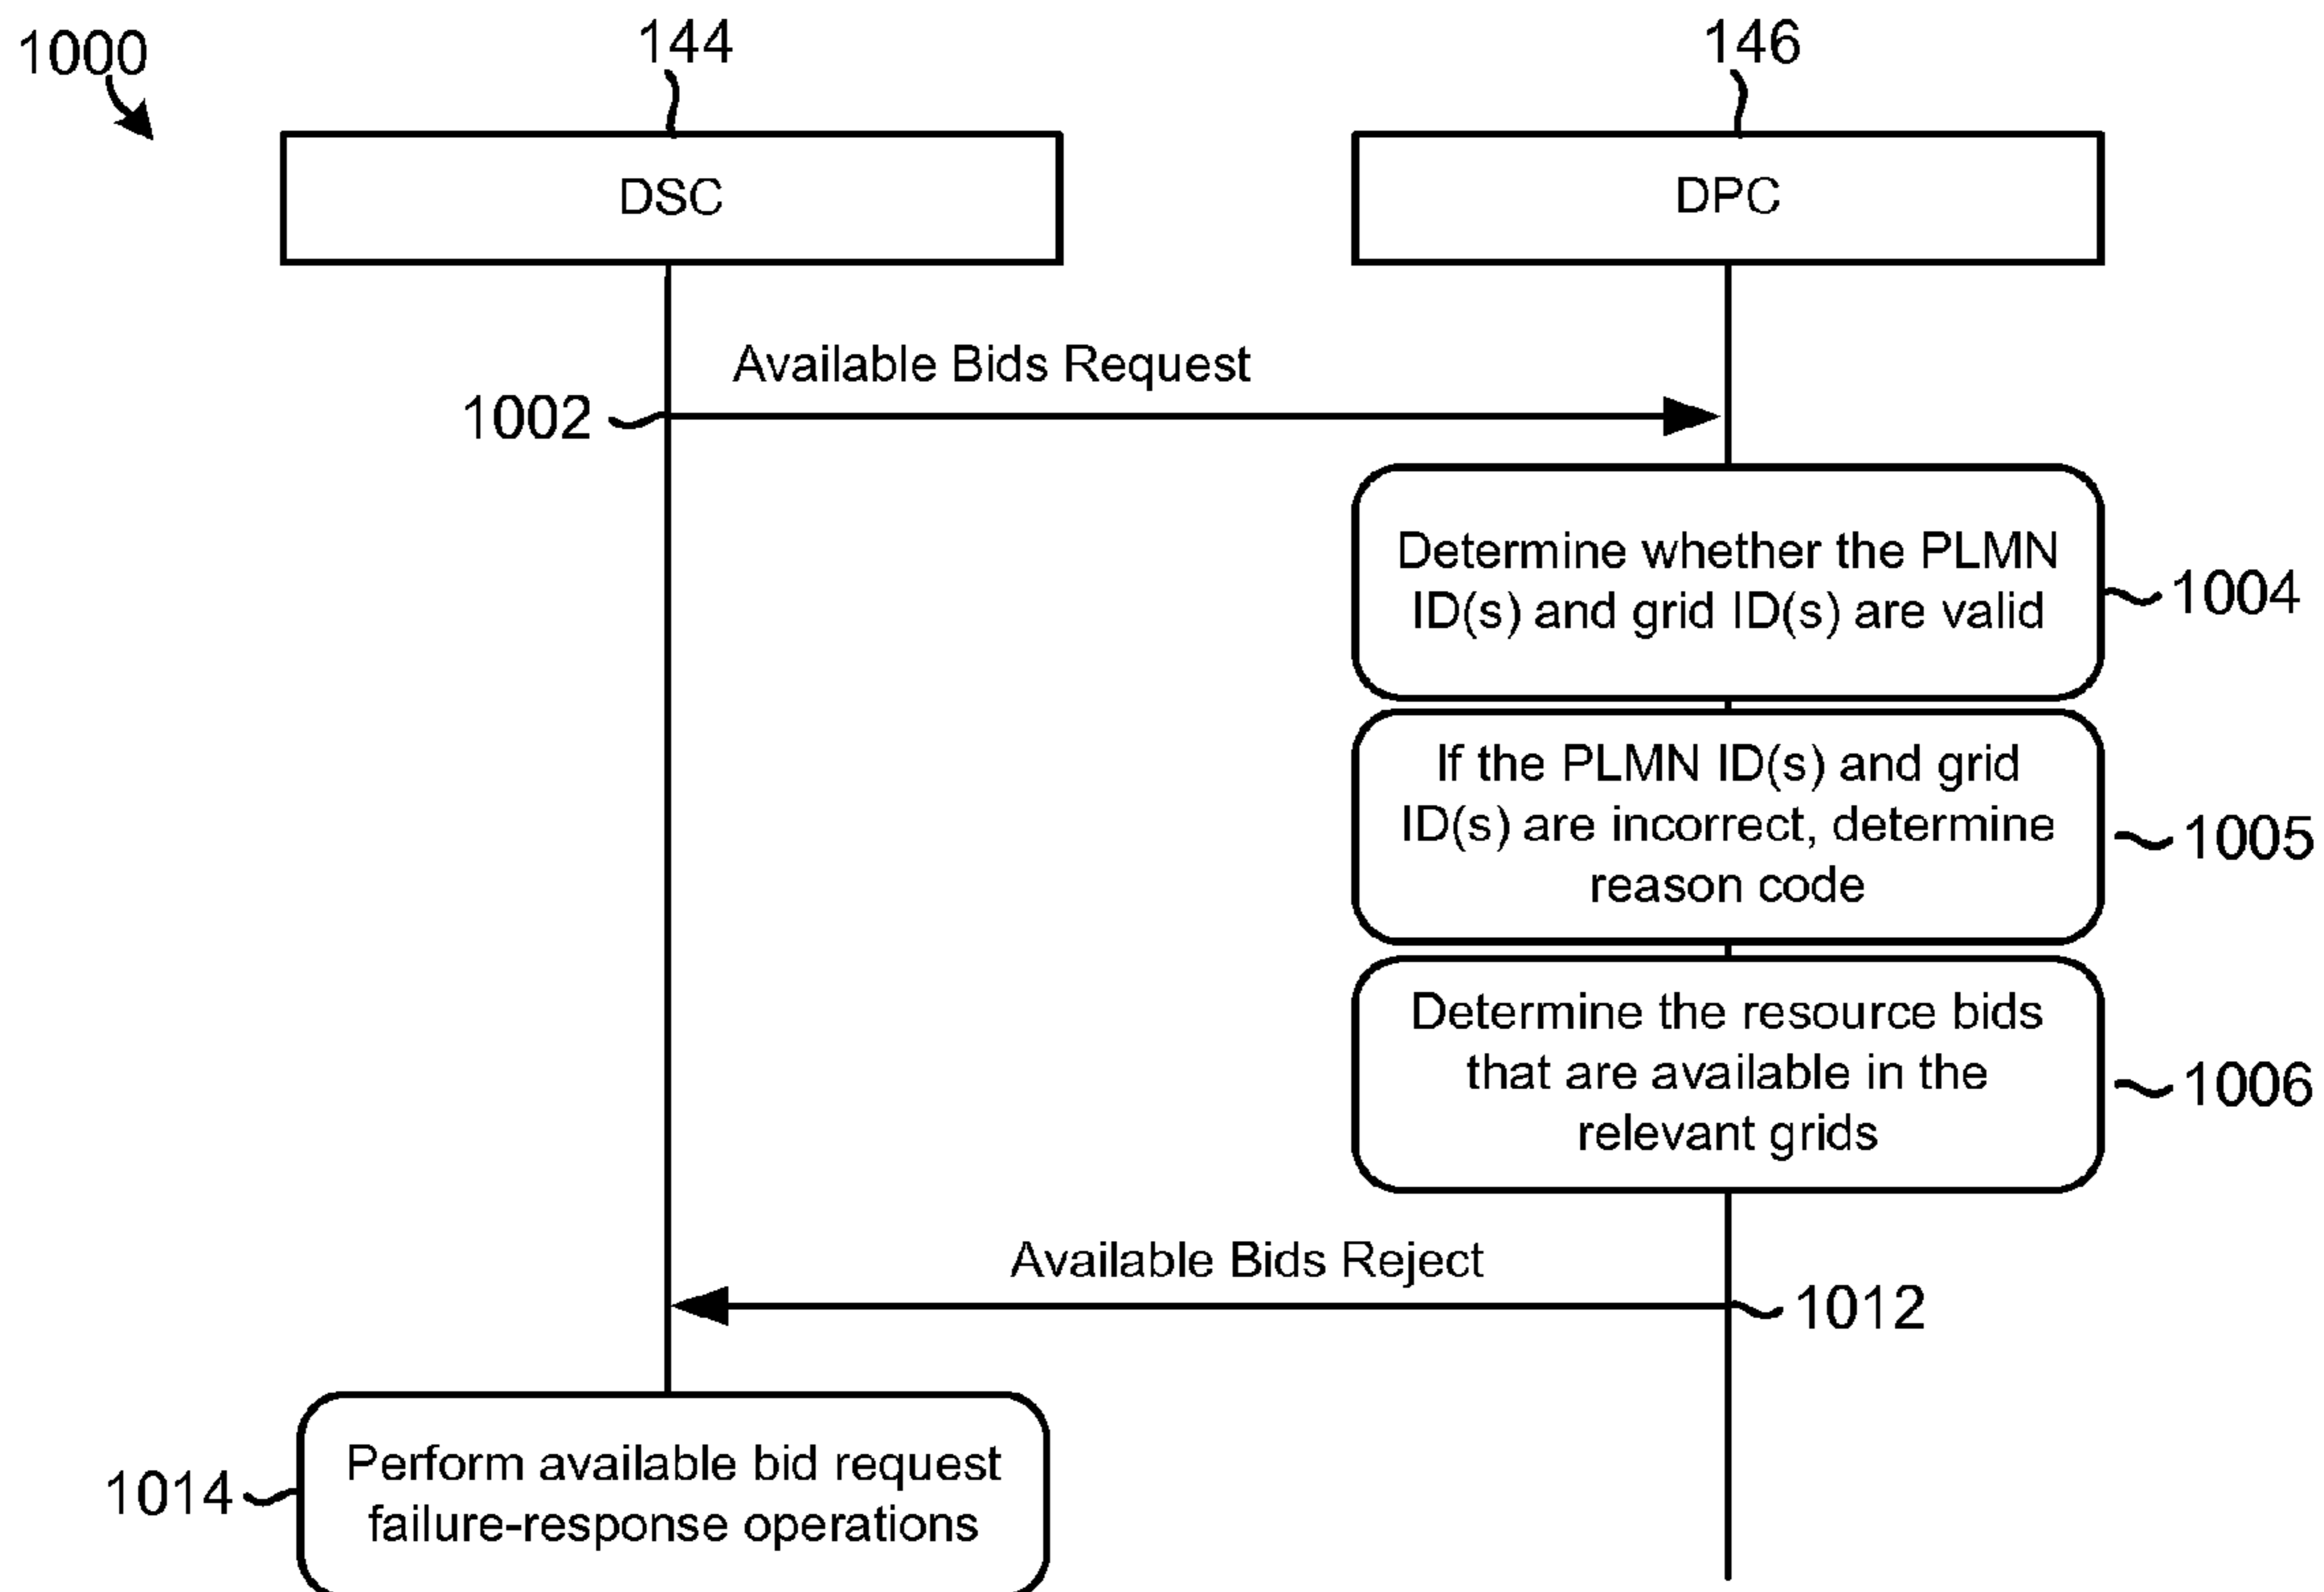 1000
144
146
DSC
DPC
Available Bids Request
1002
Determine whether the PLMN
ID(s) and grid ID(s) are valid
1004
If the PLMN ID(s) and grid
ID(s) are incorrect, determine
reason code
1005
Determine the resource bids
that are available in the
relevant grids
1006
Available Bids Reject
1012
1014
Perform available bid request
failure-response operations